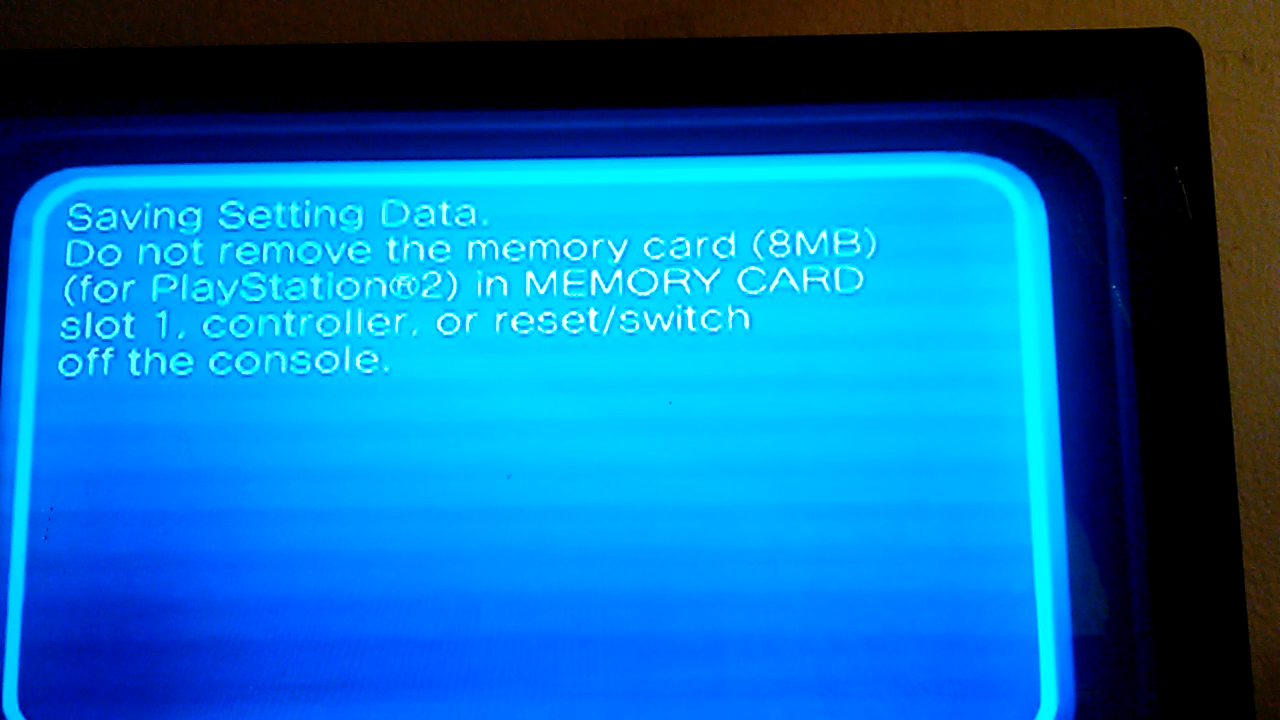 Saving Setting Data.
Do not remove the memory card (8MB)
(for PlayStation®2) in MEMORY CARD
slot 1, controller, or reset/switch
off the console.